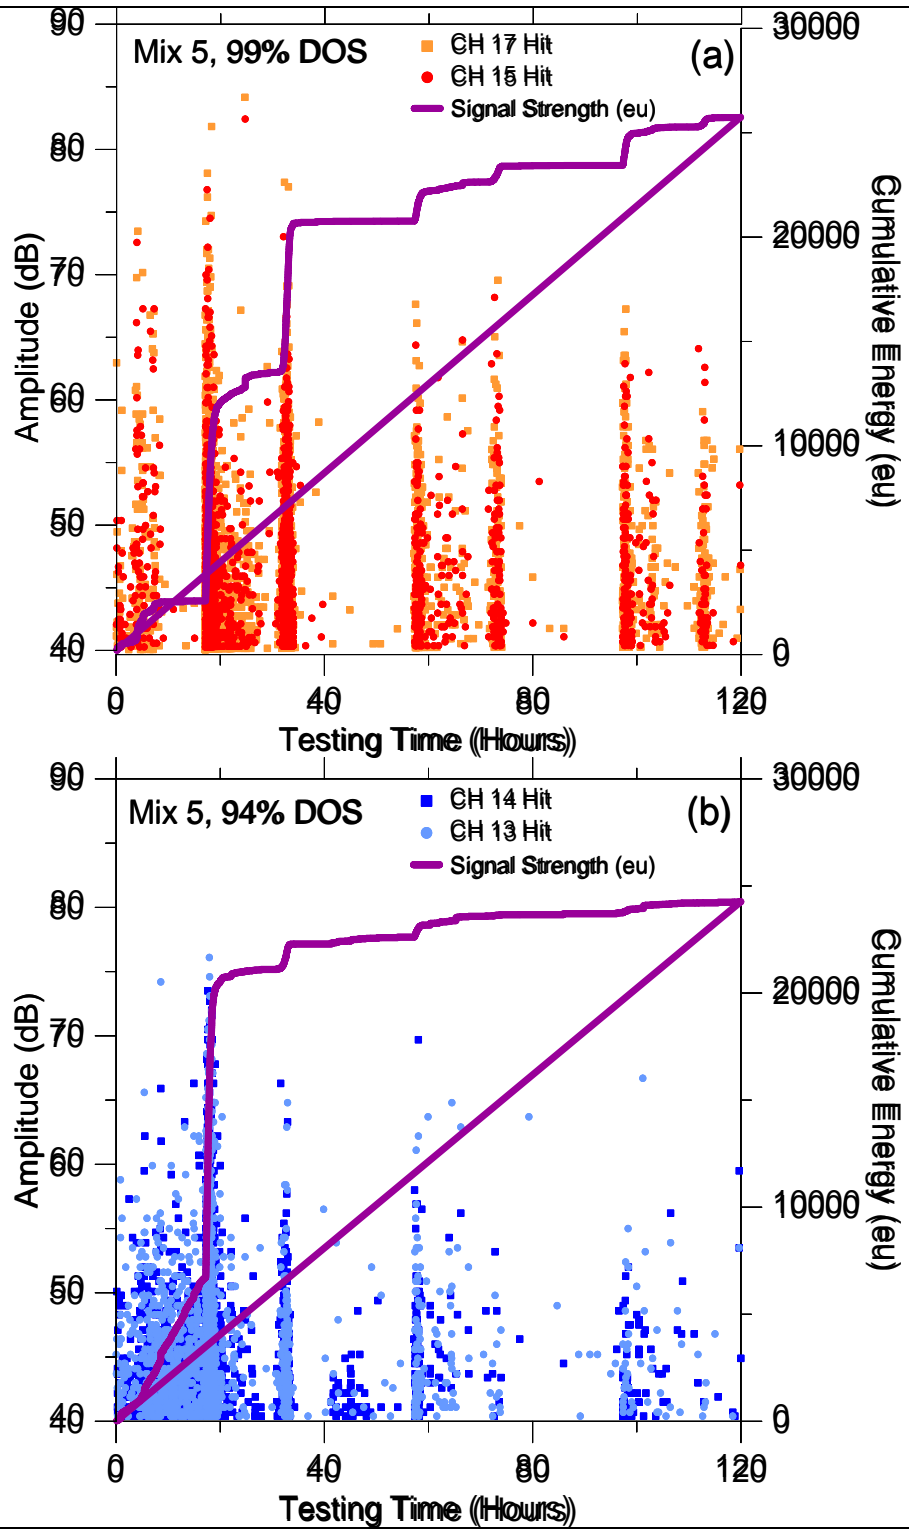 90
80
70
60
50
40
Amplitude (dB)
Mix 5, 99% DOS
(a)
CH 17 Hit
CH 15 Hit
Signal Strength (eu)
30000
20000
10000
0
Cumulative Energy (eu)
0
40
80
120
Testing Time (Hours)
90
80
70
60
50
40
Amplitude (dB)
Mix 5, 94% DOS
(b)
CH 14 Hit
CH 13 Hit
Signal Strength (eu)
30000
20000
10000
0
Cumulative Energy (eu)
0
40
80
120
Testing Time (Hours)